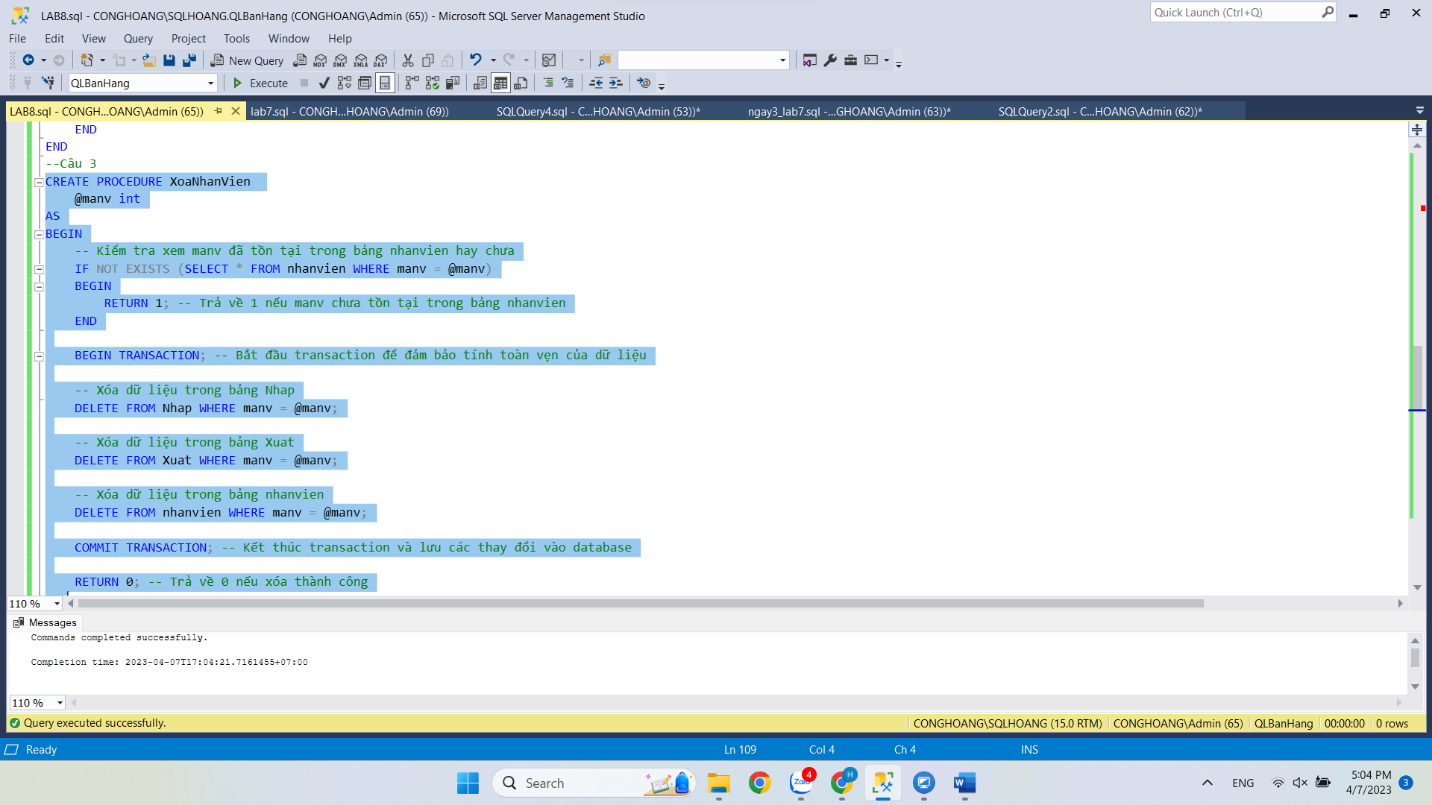 LAB8.sql - CONGHOANG\SQLHOANG.QLBanHang (CONGHOANG\Admin (65)) - Microsoft SQL Server Management Studio
Quick Launch (Ctrl+Q)
File Edit View Query Project Tools Window Help
New Query
MDX DMX XMLA DAX
QLBanHang
Execute
LAB8.sql - CONGH...OANG\Admin (65))
lab7.sql - CONGH...HOANG\Admin (69))
SQLQuery4.sql - C...HOANG\Admin (53))*
ngay3_lab7.sql -...GHOANG\Admin (63))*
SQLQuery2.sql - C...HOANG\Admin (62))*
END
END
--Câu 3
CREATE PROCEDURE XoaNhanVien
@manv int
AS
BEGIN
-- Kiểm tra xem manv đã tồn tại trong bảng nhanvien hay chưa
IF NOT EXISTS (SELECT * FROM nhanvien WHERE manv = @manv)
BEGIN
RETURN 1; -- Trả về 1 nếu manv chưa tồn tại trong bảng nhanvien
END
BEGIN TRANSACTION; -- Bắt đầu transaction để đảm bảo tính toàn vẹn của dữ liệu
-- Xóa dữ liệu trong bảng Nhap
DELETE FROM Nhap WHERE manv = @manv;
-- Xóa dữ liệu trong bảng Xuat
DELETE FROM Xuat WHERE manv = @manv;
-- Xóa dữ liệu trong bảng nhanvien
DELETE FROM nhanvien WHERE manv = @manv;
COMMIT TRANSACTION; -- Kết thúc transaction và lưu các thay đổi vào database
RETURN 0; -- Trả về 0 nếu xóa thành công
110 %
Messages
Commands completed successfully.
Completion time: 2023-04-07T17:04:21.7161455+07:00
110 %
Query executed successfully.
CONGHOANG\SQLHOANG (15.0 RTM) CONGHOANG\Admin (65) QLBanHang 00:00:00 0 rows
Ready
Ln 109 Col 4 Ch 4 INS
Search
Zalo 4
H
ENG
5:04 PM
4/7/2023
3